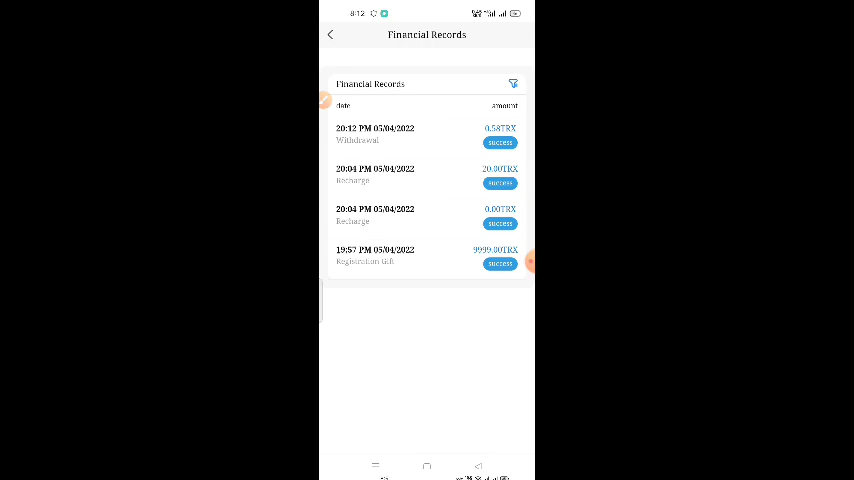 8:12
Financial Records
Financial Records
date amount
20:12 PM 05/04/2022 0.58TRX
Withdrawal success
20:04 PM 05/04/2022 20.00TRX
Recharge success
20:04 PM 05/04/2022 0.00TRX
Recharge success
19:57 PM 05/04/2022 9999.00TRX
Registration Gift success